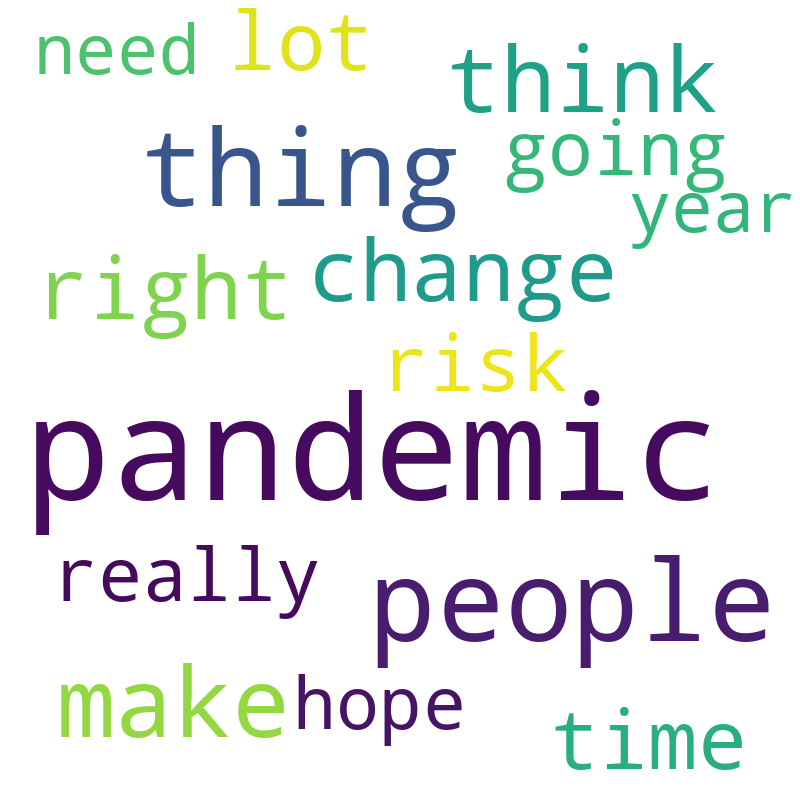 need lot
think
thing going
year
right change
risk
pandemic
really
people
make hope
time